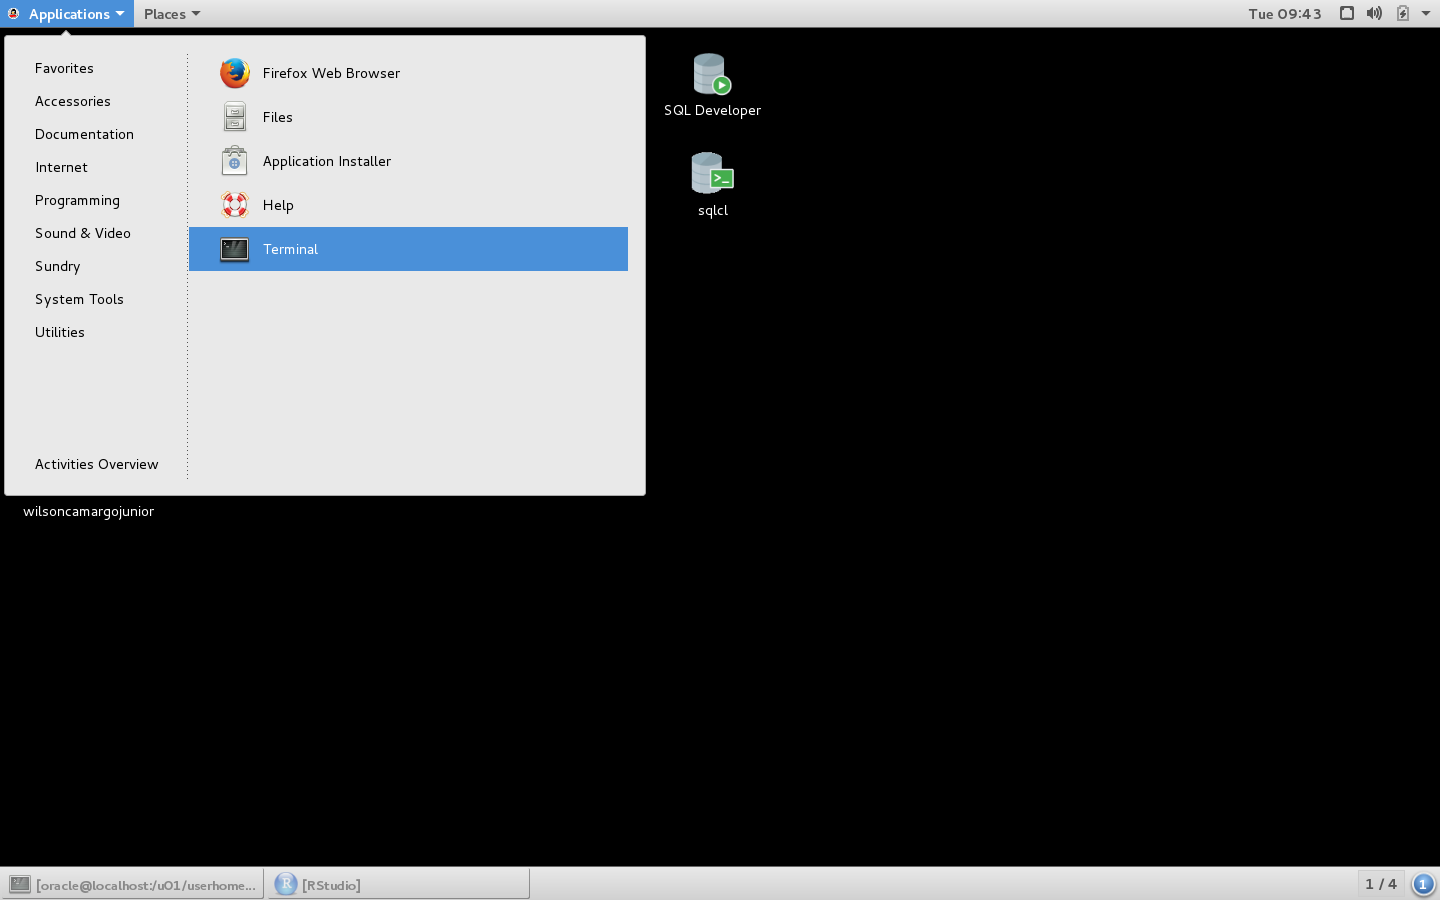 Applications
Places
Tue 09:43
Favorites
Accessories
Documentation
Internet
Programming
Sound & Video
Sundry
System Tools
Utilities
Activities Overview
Firefox Web Browser
Files
Application Installer
Help
Terminal
SQL Developer
>_
sqlcl
wilsoncamargojunior
[oracle@localhost:/u01/userhome...
R
[RStudio]
1 / 4
1